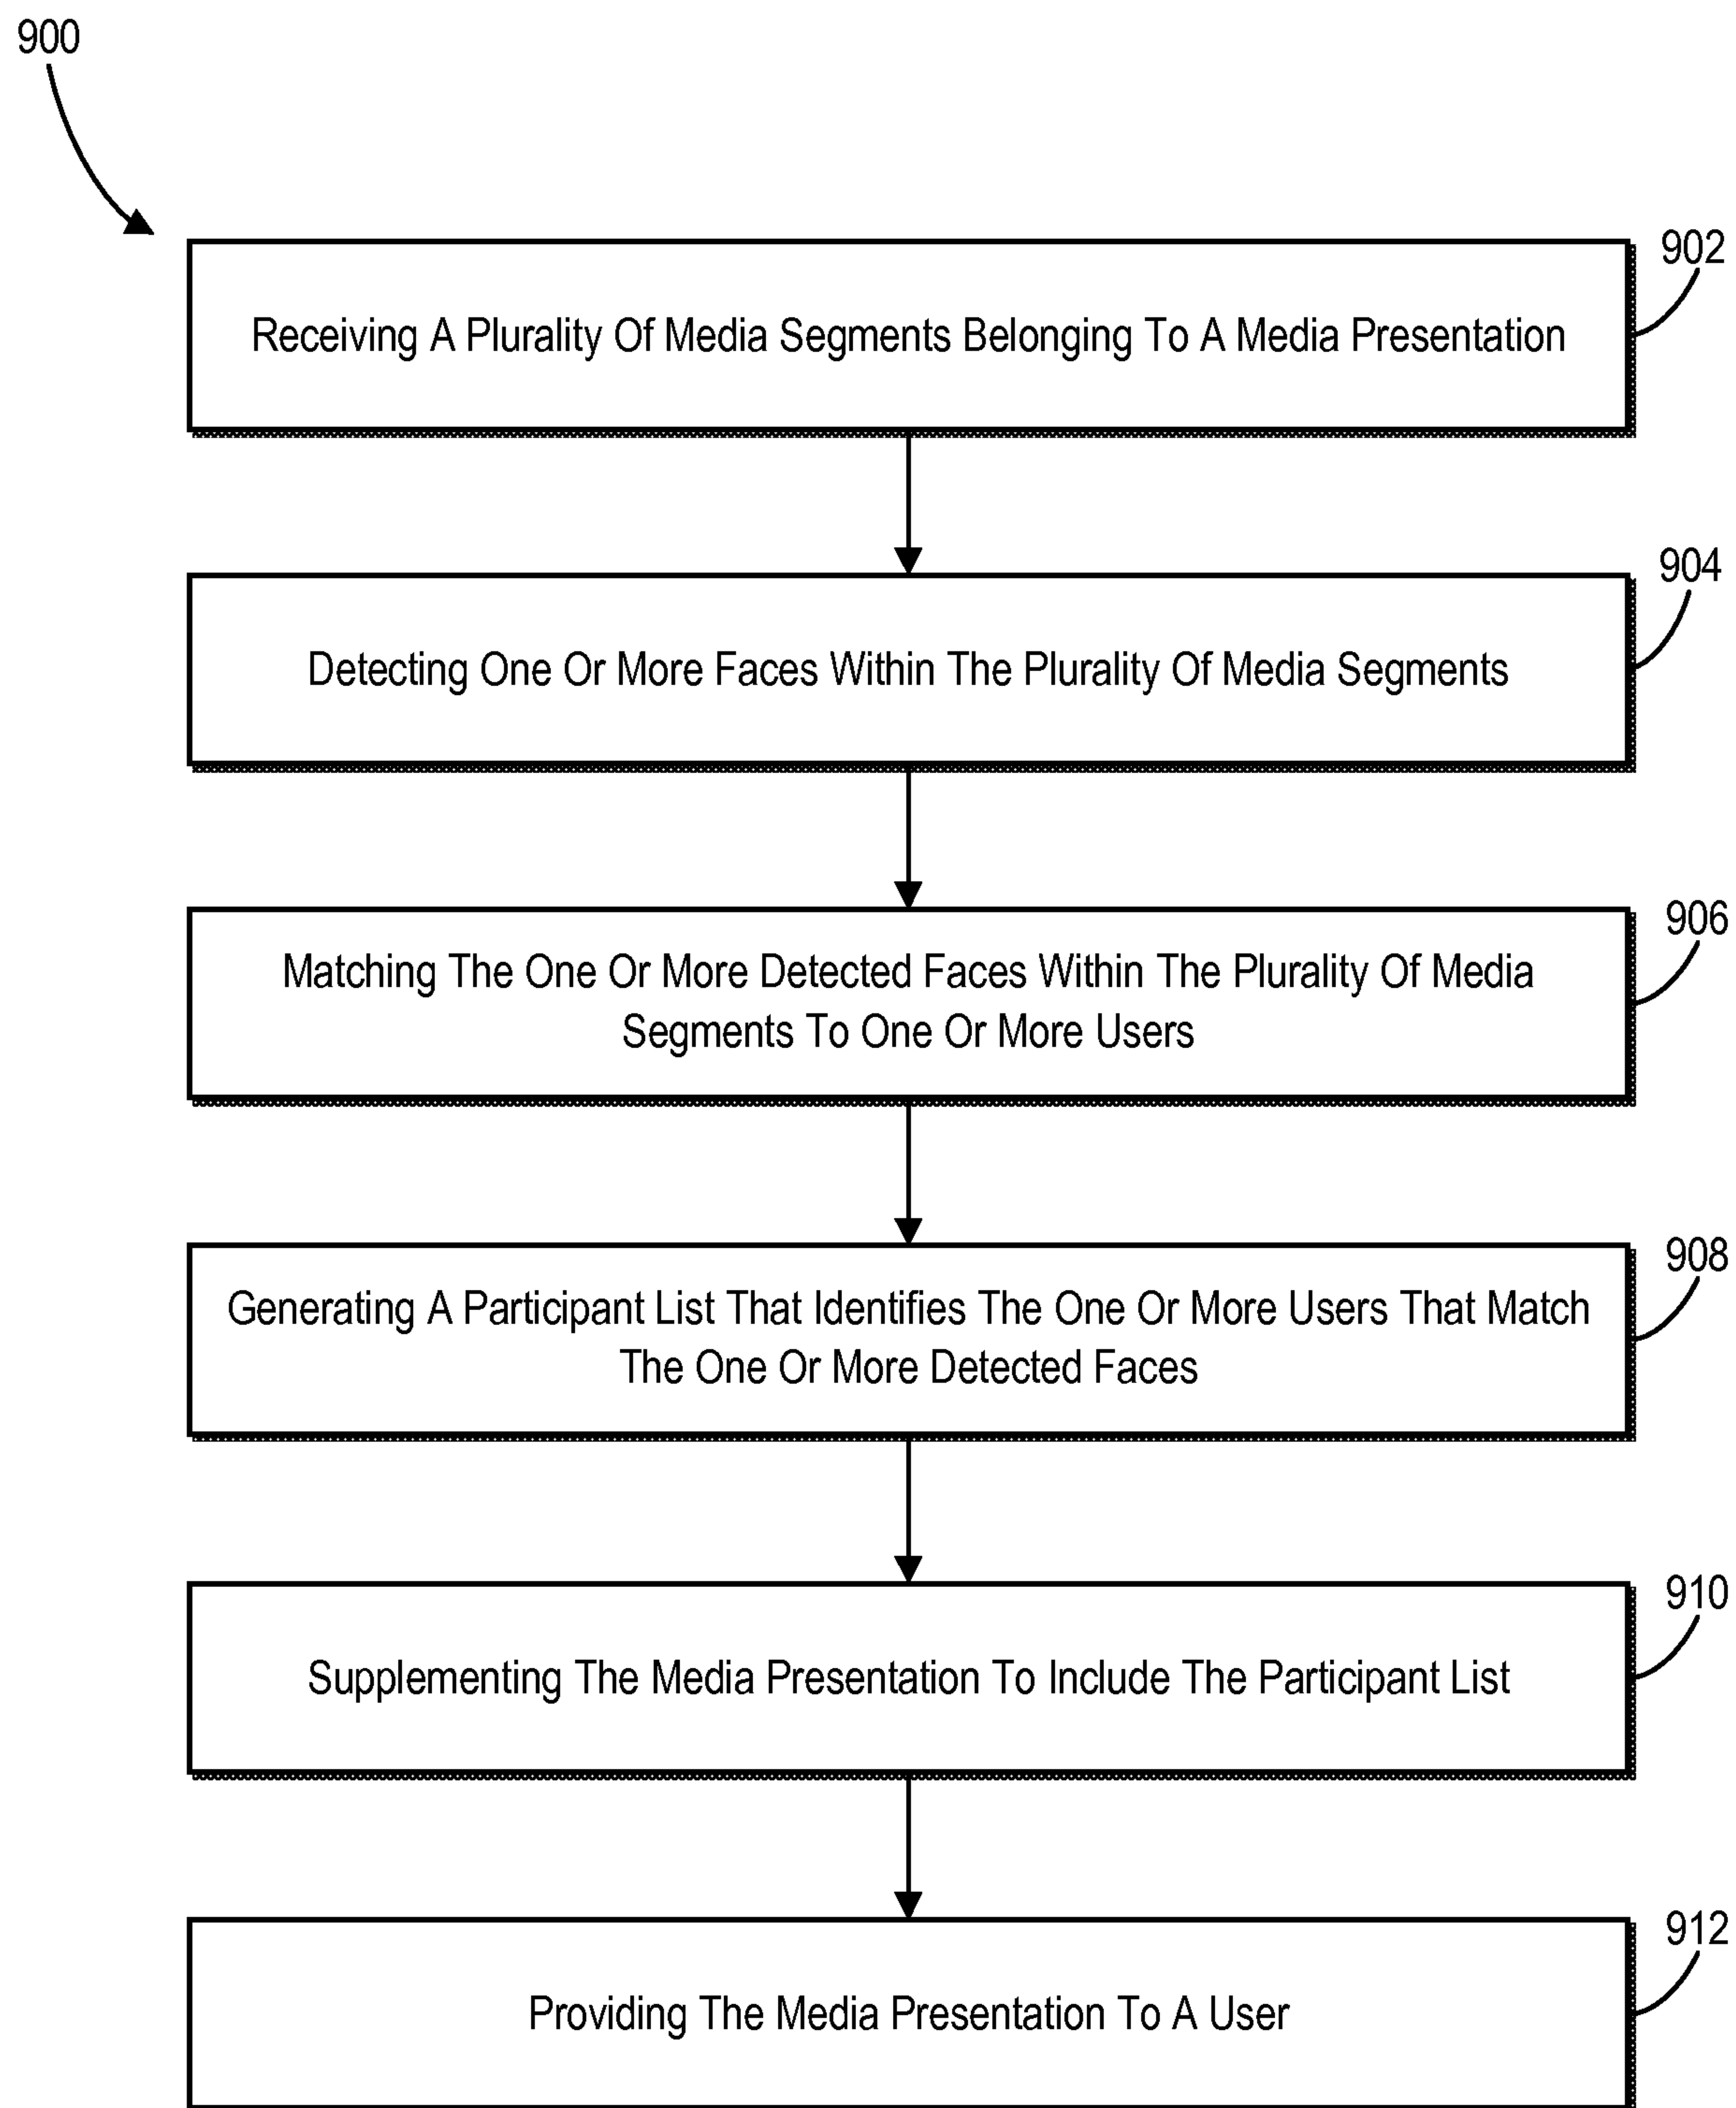 900
902
Receiving A Plurality Of Media Segments Belonging To A Media Presentation
904
Detecting One Or More Faces Within The Plurality Of Media Segments
906
Matching The One Or More Detected Faces Within The Plurality Of Media
Segments To One Or More Users
908
Generating A Participant List That Identifies The One Or More Users That Match
The One Or More Detected Faces
910
Supplementing The Media Presentation To Include The Participant List
912
Providing The Media Presentation To A User